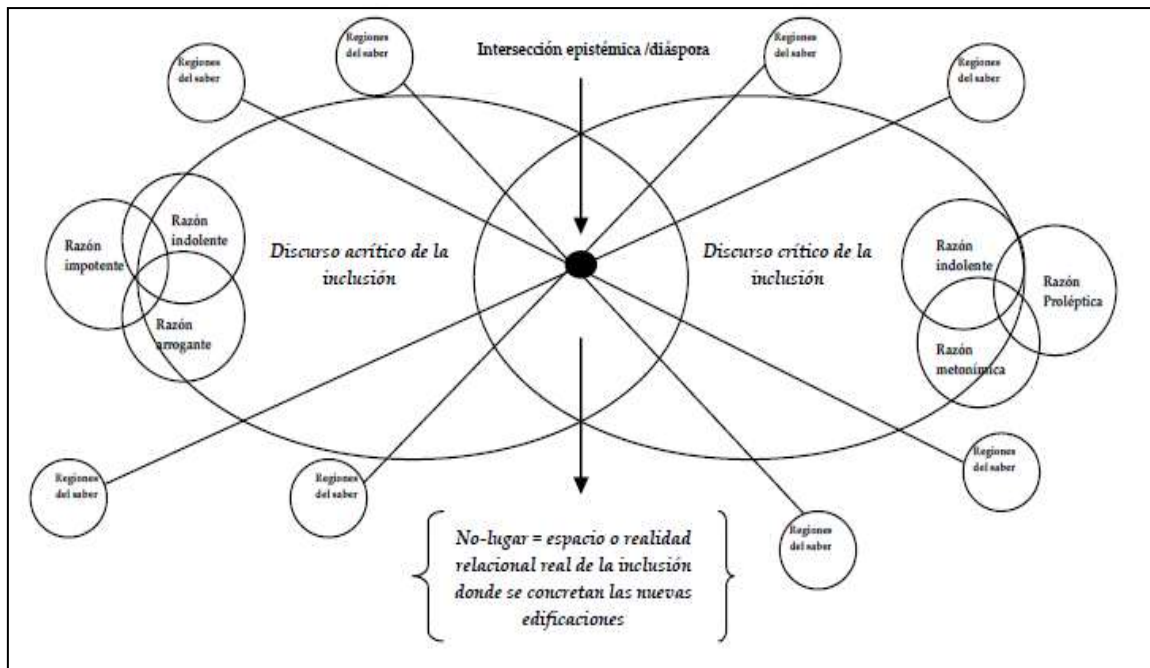 Regiones
del saber
Regiones
del saber
Intersección epistémica /diáspora
Regiones
del saber
Regiones
del saber
Razón
impotente
Razón
indolente
Razón
arrogante
Discurso acrítico de la
inclusión
Discurso crítico de la
inclusión
Razón
indolente
Razón
Proléptica
Razón
metonímica
Regiones
del saber
Regiones
del saber
Regiones
del saber
Regiones
del saber
No-lugar = espacio o realidad
relacional real de la inclusión
donde se concretan las nuevas
edificaciones